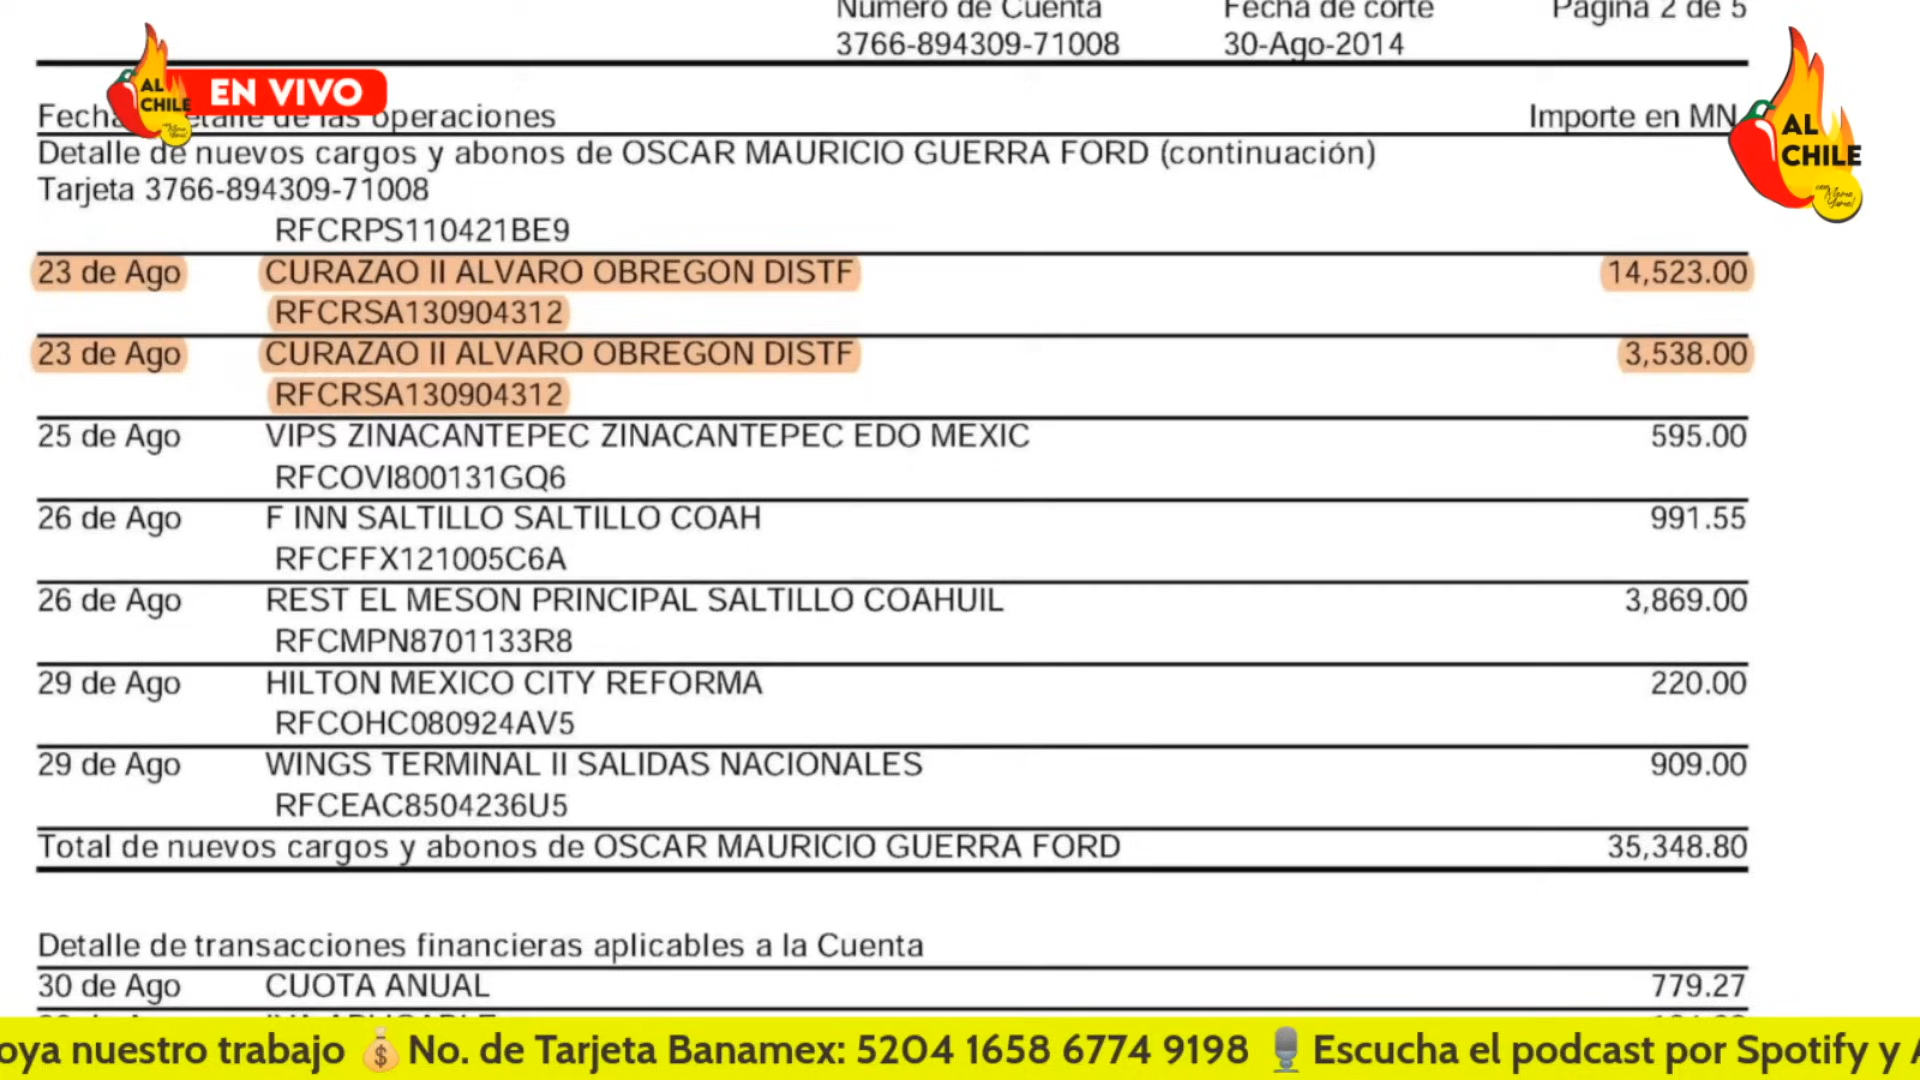 Número de Cuenta Fecha de corte Página 2 de 5
3766-894309-71008 30-Ago-2014
AL CHILE EN VIVO
Fecha detalle de las operaciones Importe en MN
AL CHILE
Detalle de nuevos cargos y abonos de OSCAR MAURICIO GUERRA FORD (continuación)
Tarjeta 3766-894309-71008
RFCRPS110421BE9
23 de Ago CURAZAO II ALVARO OBREGON DISTF 14,523.00
RFCRSA130904312
23 de Ago CURAZAO II ALVARO OBREGON DISTF 3,538.00
RFCRSA130904312
25 de Ago VIPS ZINACANTEPEC ZINACANTEPEC EDO MEXIC 595.00
RFCOVI800131GQ6
26 de Ago F INN SALTILLO SALTILLO COAH 991.55
RFCFFX121005C6A
26 de Ago REST EL MESON PRINCIPAL SALTILLO COAHUIL 3,869.00
RFCMPN8701133R8
29 de Ago HILTON MEXICO CITY REFORMA 220.00
RFCOHC080924AV5
29 de Ago WINGS TERMINAL II SALIDAS NACIONALES 909.00
RFCEAC8504236U5
Total de nuevos cargos y abonos de OSCAR MAURICIO GUERRA FORD 35,348.80
Detalle de transacciones financieras aplicables a la Cuenta
30 de Ago CUOTA ANUAL 779.27
oya nuestro trabajo No. de Tarjeta Banamex: 5204 1658 6774 9198 Escucha el podcast por Spotify y A